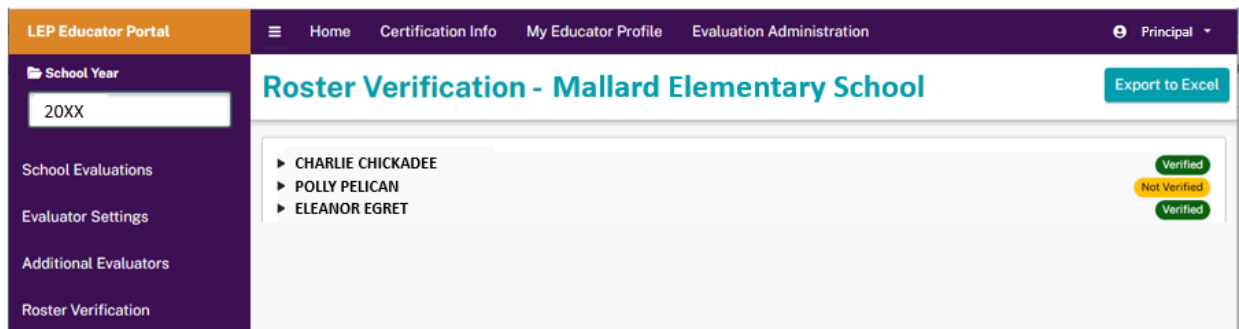 LEP Educator Portal
Home Certification Info My Educator Profile Evaluation Administration Principal
School Year
20XX
Roster Verification - Mallard Elementary School
Export to Excel
School Evaluations
Evaluator Settings
Additional Evaluators
Roster Verification
CHARLIE CHICKADEE Verified
POLLY PELICAN Not Verified
ELEANOR EGRET Verified